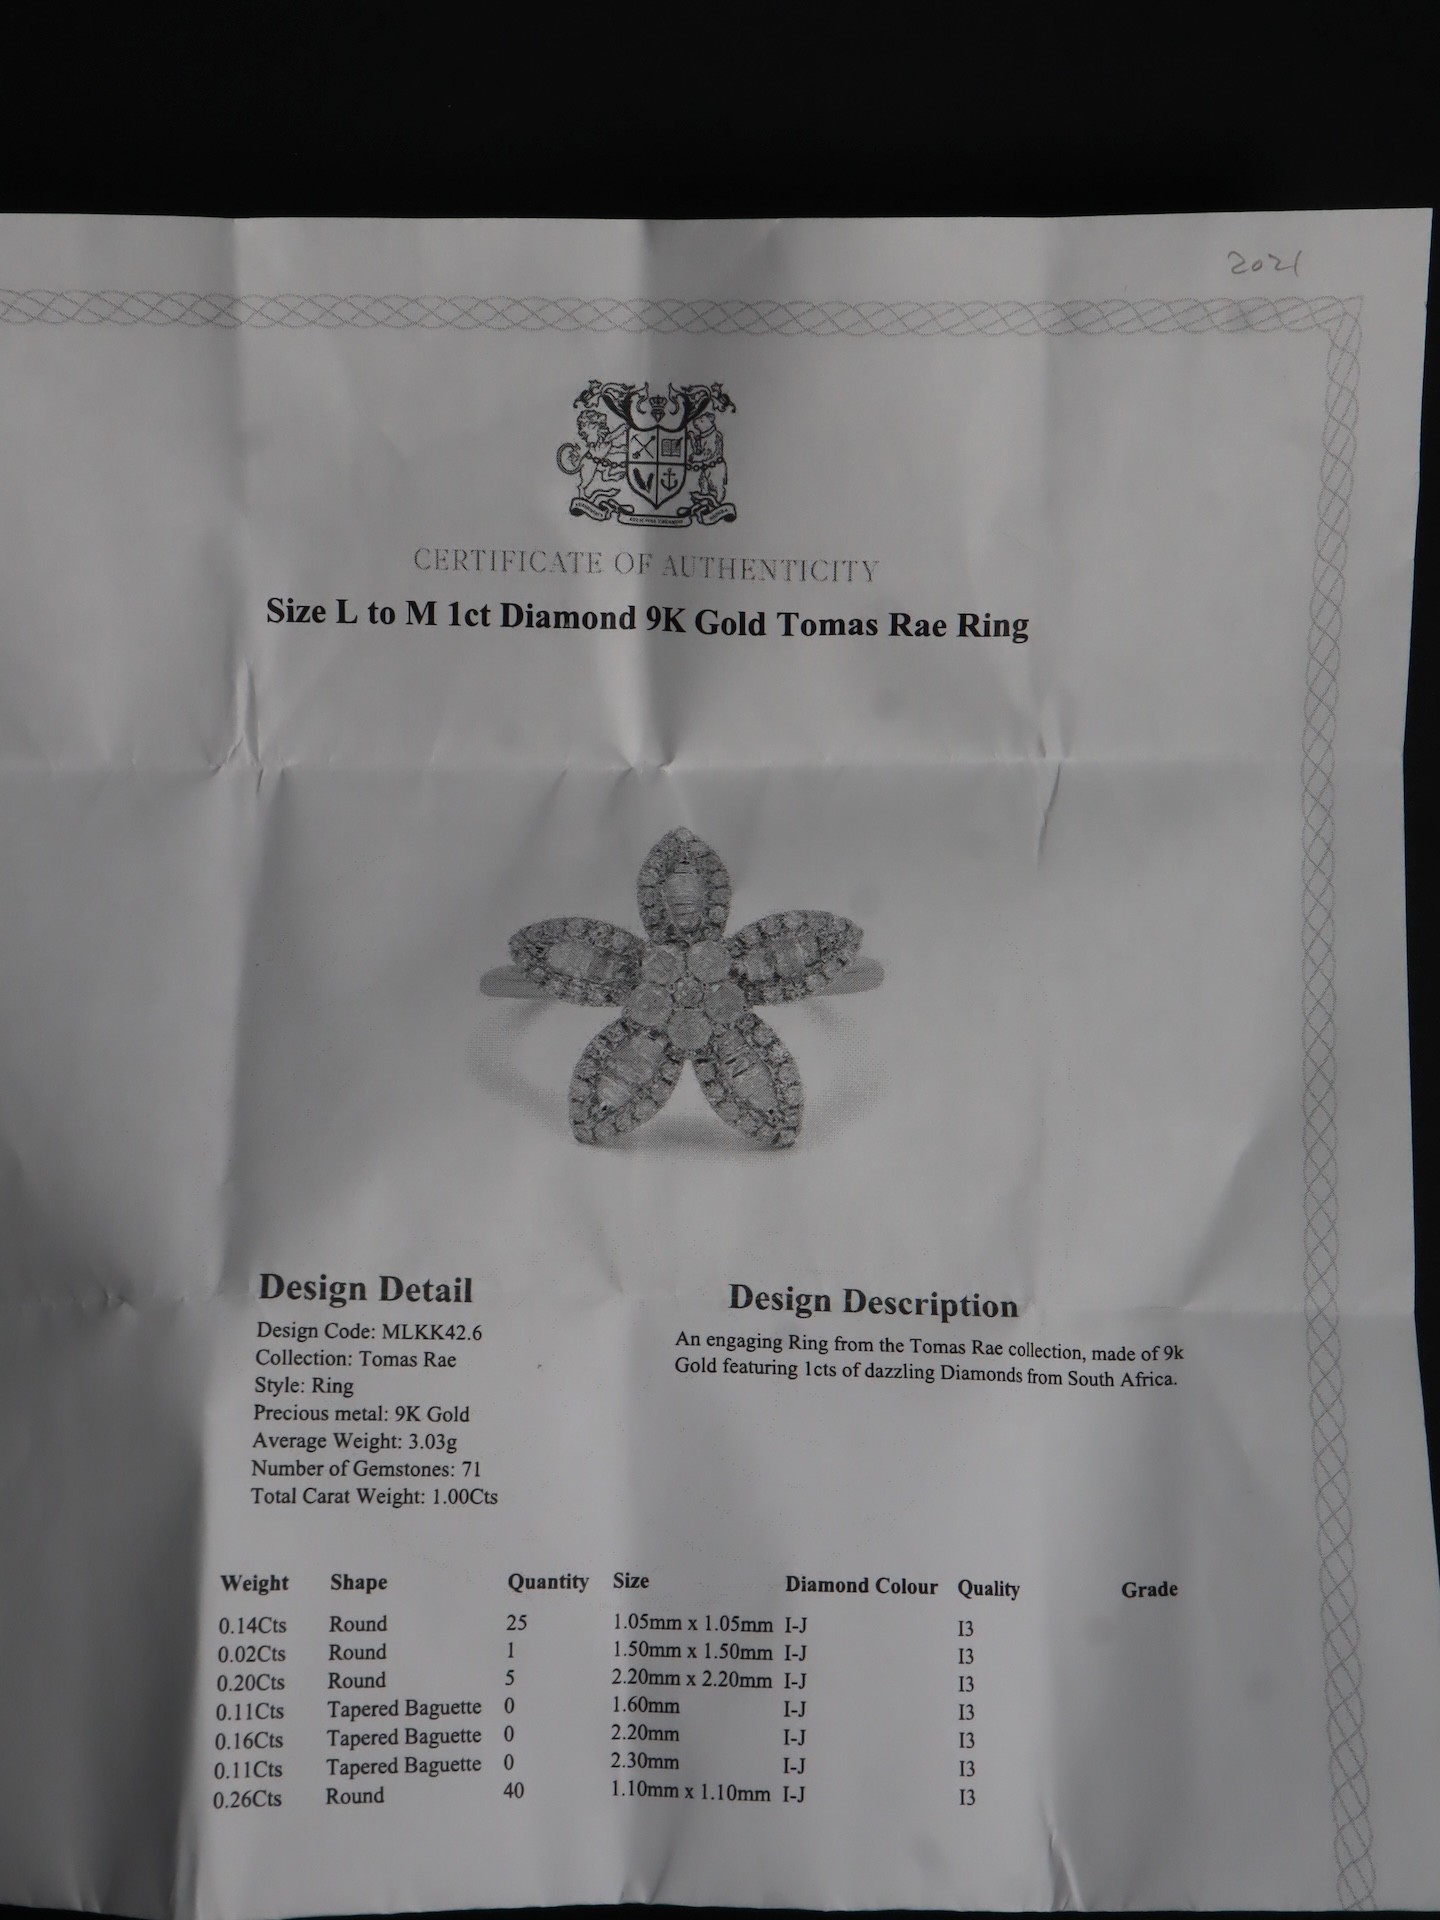 2021
CERTIFICATE OF AUTHENTICITY
Size L to M 1ct Diamond 9K Gold Tomas Rae Ring
Design Detail
Design Code: MLKK42.6
Collection: Tomas Rae
Style: Ring
Precious metal: 9K Gold
Average Weight: 3.03g
Number of Gemstones: 71
Total Carat Weight: 1.00Cts
Design Description
An engaging Ring from the Tomas Rae collection, made of 9k
Gold featuring 1cts of dazzling Diamonds from South Africa.
Weight Shape Quantity Size Diamond Colour Quality Grade
0.14Cts Round 25 1.05mm x 1.05mm I-J I3
0.02Cts Round 1 1.50mm x 1.50mm I-J I3
0.20Cts Round 5 2.20mm x 2.20mm I-J I3
0.11Cts Tapered Baguette 0 1.60mm I-J I3
0.16Cts Tapered Baguette 0 2.20mm I-J I3
0.11Cts Tapered Baguette 0 2.30mm I-J I3
0.26Cts Round 40 1.10mm x 1.10mm I-J I3